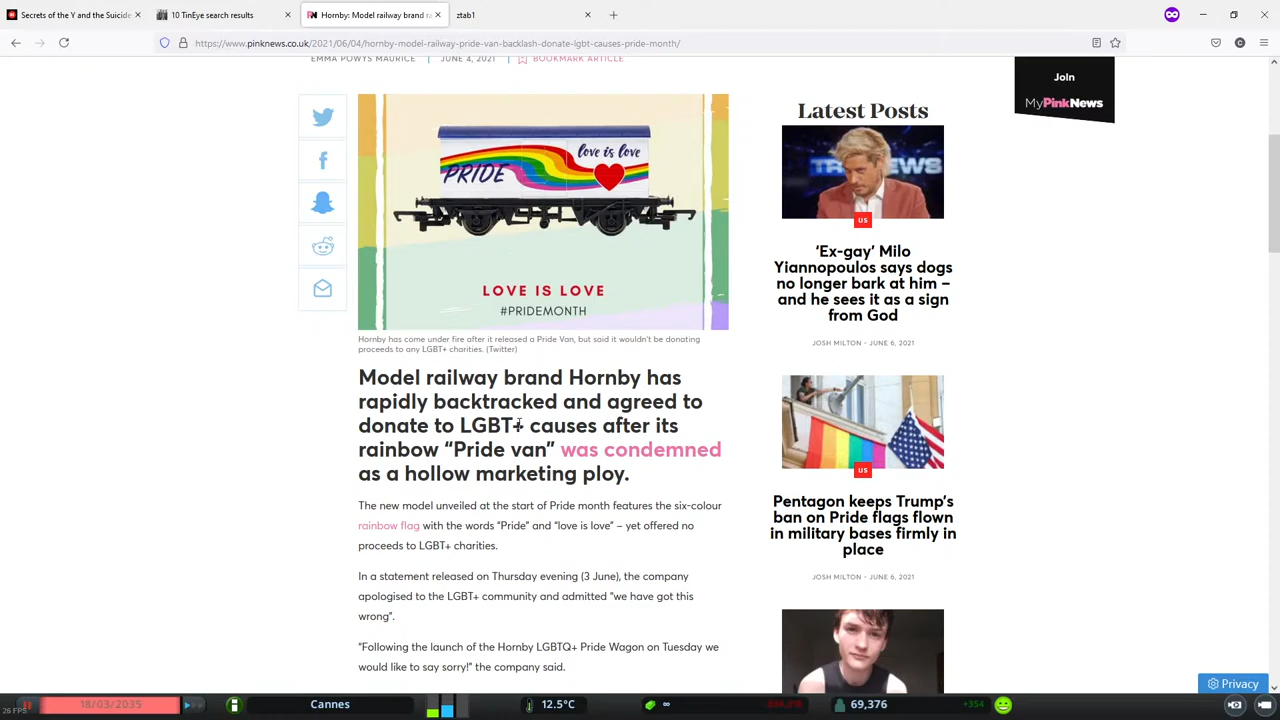 Secrets of the Y and the Suicide
10 TinEye search results
Hornby: Model railway brand ra
ztab1
https://www.pinknews.co.uk/2021/06/04/hornby-model-railway-pride-van-backlash-donate-lgbt-causes-pride-month/
EMMA POWYS MAURICE
JUNE 4, 2021
BOOKMARK ARTICLE
Join
MyPinkNews
PRIDE
love is love
LOVE IS LOVE
#PRIDEMONTH
Hornby has come under fire after it released a Pride Van, but said it wouldn't be donating
proceeds to any LGBT+ charities. (Twitter)
Model railway brand Hornby has
rapidly backtracked and agreed to
donate to LGBT+ causes after its
rainbow “Pride van” was condemned
as a hollow marketing ploy.
The new model unveiled at the start of Pride month features the six-colour
rainbow flag with the words “Pride” and “love is love” – yet offered no
proceeds to LGBT+ charities.
In a statement released on Thursday evening (3 June), the company
apologised to the LGBT+ community and admitted “we have got this
wrong”.
“Following the launch of the Hornby LGBTQ+ Pride Wagon on Tuesday we
would like to say sorry!” the company said.
Latest Posts
US
‘Ex-gay’ Milo
Yiannopoulos says dogs
no longer bark at him –
and he sees it as a sign
from God
JOSH MILTON - JUNE 6, 2021
US
Pentagon keeps Trump’s
ban on Pride flags flown
in military bases firmly in
place
JOSH MILTON - JUNE 6, 2021
Privacy
26 FPS
18/03/2035
Cannes
12.5°C
∞
69,376
+354